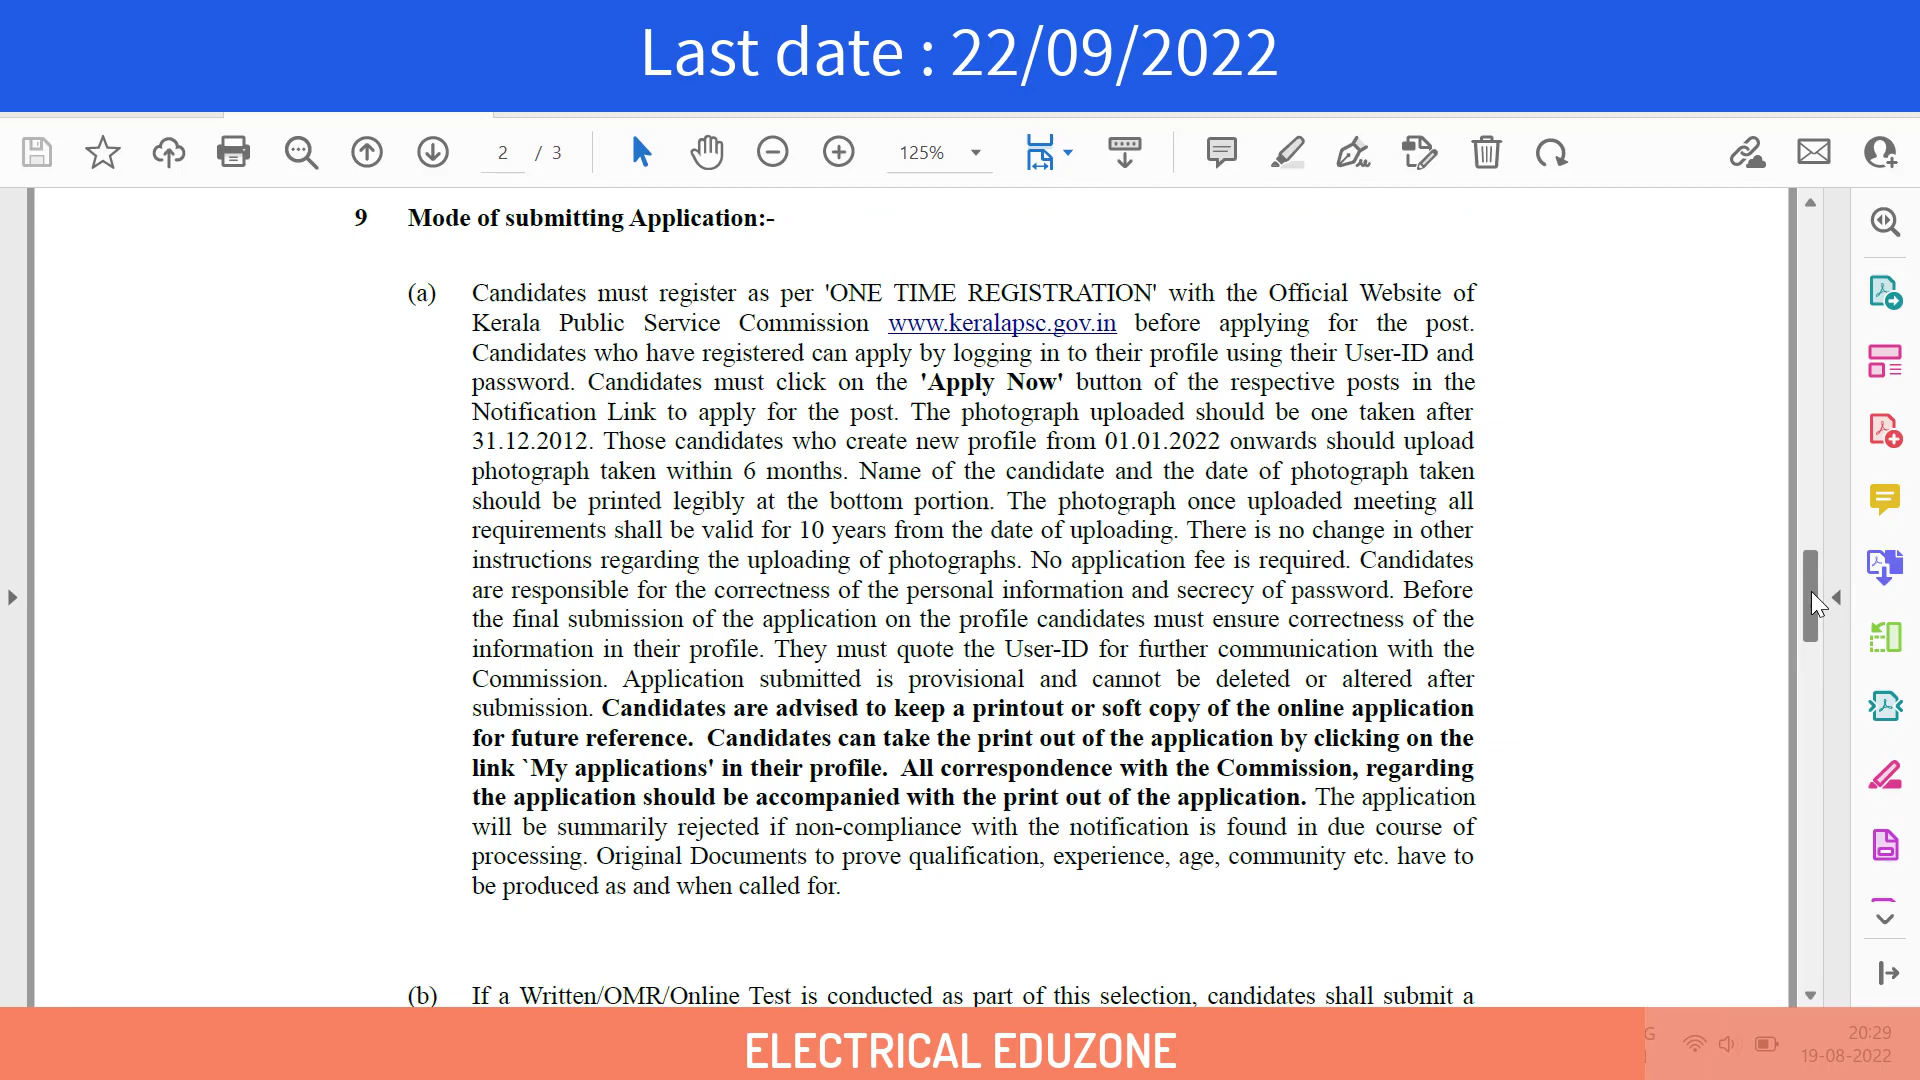 Last date : 22/09/2022
2 / 3
125%
9 Mode of submitting Application:-
(a) Candidates must register as per 'ONE TIME REGISTRATION' with the Official Website of
Kerala Public Service Commission www.keralapsc.gov.in before applying for the post.
Candidates who have registered can apply by logging in to their profile using their User-ID and
password. Candidates must click on the 'Apply Now' button of the respective posts in the
Notification Link to apply for the post. The photograph uploaded should be one taken after
31.12.2012. Those candidates who create new profile from 01.01.2022 onwards should upload
photograph taken within 6 months. Name of the candidate and the date of photograph taken
should be printed legibly at the bottom portion. The photograph once uploaded meeting all
requirements shall be valid for 10 years from the date of uploading. There is no change in other
instructions regarding the uploading of photographs. No application fee is required. Candidates
are responsible for the correctness of the personal information and secrecy of password. Before
the final submission of the application on the profile candidates must ensure correctness of the
information in their profile. They must quote the User-ID for further communication with the
Commission. Application submitted is provisional and cannot be deleted or altered after
submission. Candidates are advised to keep a printout or soft copy of the online application
for future reference. Candidates can take the print out of the application by clicking on the
link `My applications' in their profile. All correspondence with the Commission, regarding
the application should be accompanied with the print out of the application. The application
will be summarily rejected if non-compliance with the notification is found in due course of
processing. Original Documents to prove qualification, experience, age, community etc. have to
be produced as and when called for.
(b) If a Written/OMR/Online Test is conducted as part of this selection, candidates shall submit a
ELECTRICAL EDUZONE
20:29
19-08-2022